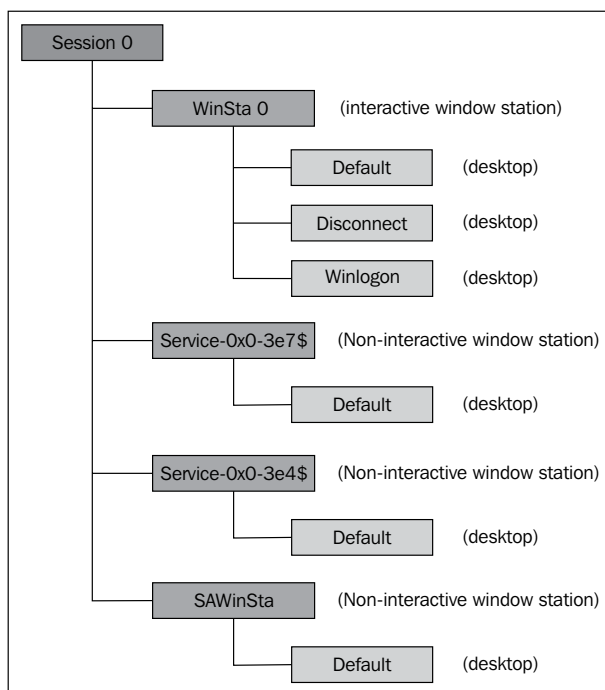 Session 0
WinSta 0 (interactive window station)
Default (desktop)
Disconnect (desktop)
Winlogon (desktop)
Service-0x0-3e7$ (Non-interactive window station)
Default (desktop)
Service-0x0-3e4$ (Non-interactive window station)
Default (desktop)
SAWinSta (Non-interactive window station)
Default (desktop)